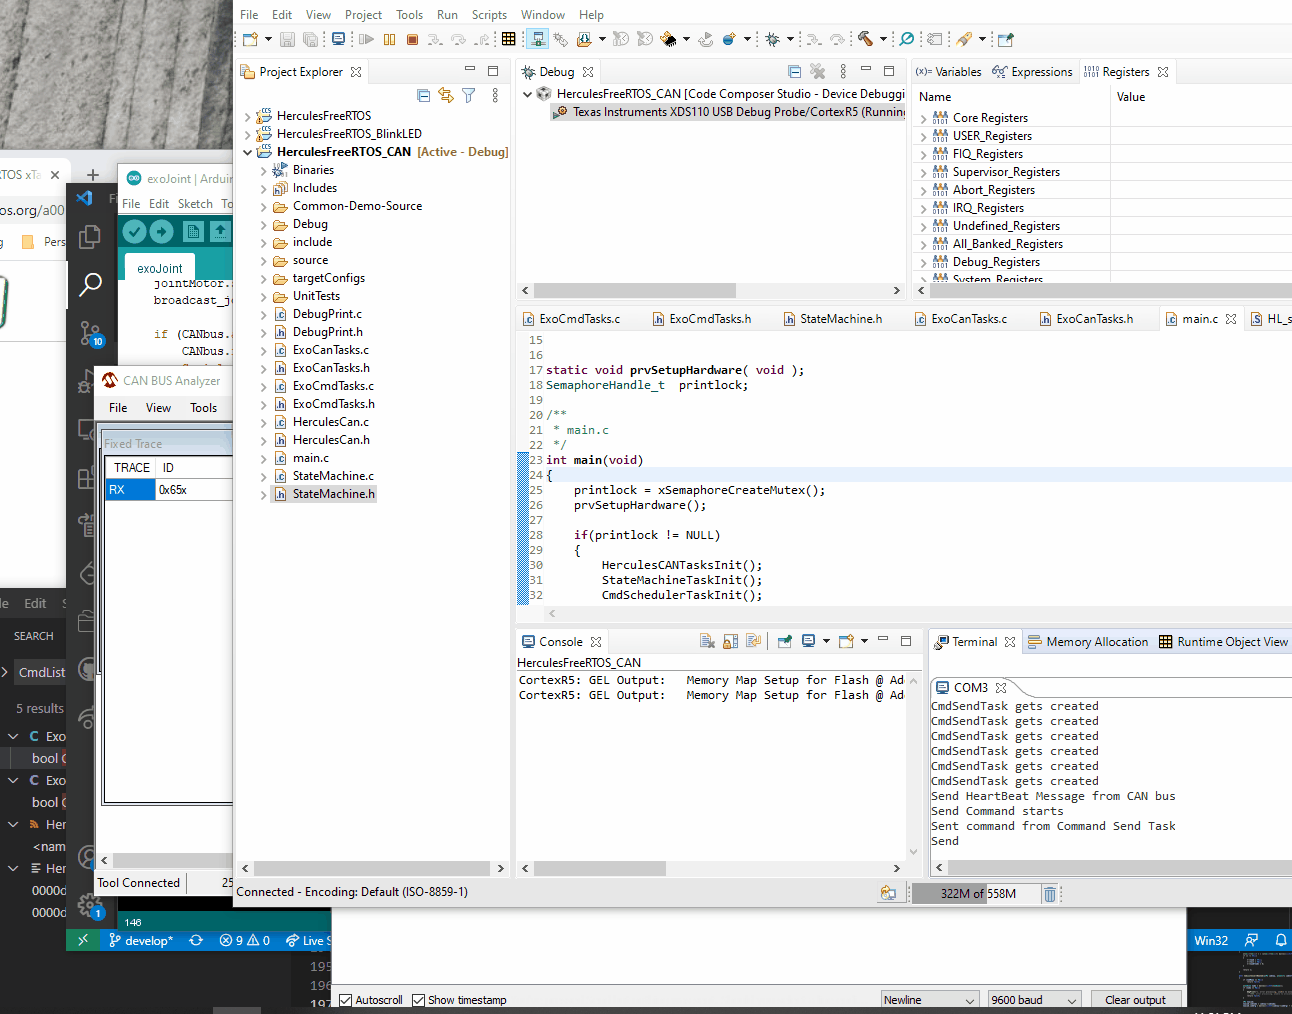 File Edit View Project Tools Run Scripts Window Help
Project Explorer
HerculesFreeRTOS
HerculesFreeRTOS_BlinkLED
HerculesFreeRTOS_CAN [Active - Debug]
Binaries
Includes
Common-Demo-Source
Debug
include
source
targetConfigs
UnitTests
DebugPrint.c
DebugPrint.h
ExoCanTasks.c
ExoCanTasks.h
ExoCmdTasks.c
ExoCmdTasks.h
HerculesCan.c
HerculesCan.h
main.c
StateMachine.c
StateMachine.h
Debug
HerculesFreeRTOS_CAN [Code Composer Studio - Device Debuggi
Texas Instruments XDS110 USB Debug Probe/CortexR5 (Running
(x)= Variables Expressions Registers
Name Value
Core Registers
USER_Registers
FIQ_Registers
Supervisor_Registers
Abort_Registers
IRQ_Registers
Undefined_Registers
All_Banked_Registers
Debug_Registers
System_Registers
ExoCmdTasks.c ExoCmdTasks.h StateMachine.h ExoCanTasks.c ExoCanTasks.h main.c HL_s
15
16
17 static void prvSetupHardware( void );
18 SemaphoreHandle_t  printlock;
19
20 /**
21  * main.c
22  */
23 int main(void)
24 {
25     printlock = xSemaphoreCreateMutex();
26     prvSetupHardware();
27
28     if(printlock != NULL)
29     {
30         HerculesCANTasksInit();
31         StateMachineTaskInit();
32         CmdSchedulerTaskInit();
Console
HerculesFreeRTOS_CAN
CortexR5: GEL Output:   Memory Map Setup for Flash @ Ad
CortexR5: GEL Output:   Memory Map Setup for Flash @ Ad
Terminal Memory Allocation Runtime Object View
COM3
CmdSendTask gets created
CmdSendTask gets created
CmdSendTask gets created
CmdSendTask gets created
CmdSendTask gets created
CmdSendTask gets created
Send HeartBeat Message from CAN bus
Send Command starts
Sent command from Command Send Task
Send
Connected - Encoding: Default (ISO-8859-1)
322M of 558M
RTOS xTa
os.org/a00
Pers
exoJoint | Arduin
File Edit Sketch To
exoJoint
jointMotor.
broadcast_jo
if (CANbus.
CANbus.
CAN BUS Analyzer
File View Tools
Fixed Trace
TRACE ID
RX 0x65x
Tool Connected 25
10
1
le Edit S
SEARCH
CmdList
5 results
C Exo
bool C
C Exo
bool C
Her
<nam
Her
0000d
0000d
146
develop* 9 0 Live S
Win32
195
196
197
Autoscroll Show timestamp
Newline 9600 baud Clear output